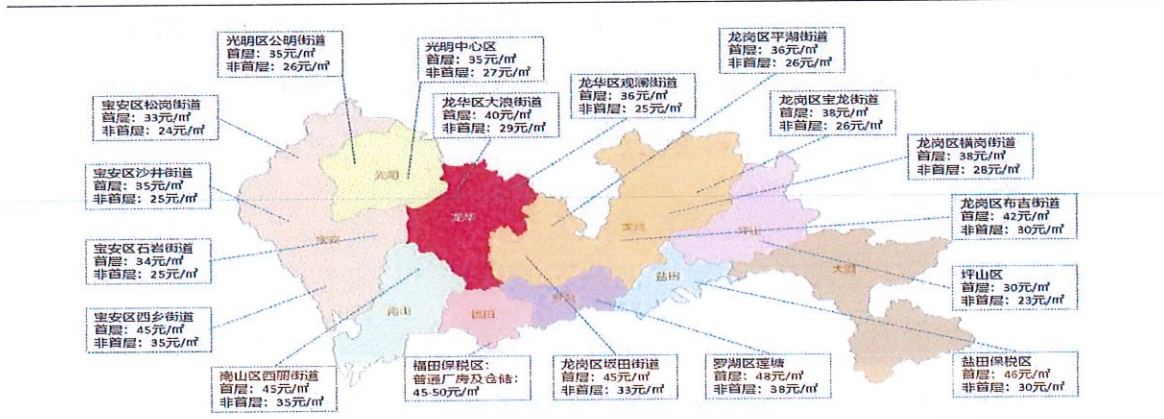 光明区公明街道
首层：35元/㎡
非首层：26元/㎡
光明中心区
首层：35元/㎡
非首层：27元/㎡
龙岗区平湖街道
首层：36元/㎡
非首层：26元/㎡
宝安区松岗街道
首层：33元/㎡
非首层：24元/㎡
龙华区大浪街道
首层：40元/㎡
非首层：29元/㎡
龙华区观澜街道
首层：36元/㎡
非首层：25元/㎡
龙岗区宝龙街道
首层：38元/㎡
非首层：26元/㎡
龙岗区横岗街道
首层：38元/㎡
非首层：28元/㎡
宝安区沙井街道
首层：35元/㎡
非首层：25元/㎡
龙岗区布吉街道
首层：42元/㎡
非首层：30元/㎡
宝安区石岩街道
首层：34元/㎡
非首层：25元/㎡
坪山区
首层：30元/㎡
非首层：23元/㎡
宝安区西乡街道
首层：45元/㎡
非首层：35元/㎡
南山区西丽街道
首层：45元/㎡
非首层：35元/㎡
福田保税区：
普通厂房及仓储：
45-50元/㎡
龙岗区坂田街道
首层：45元/㎡
非首层：33元/㎡
罗湖区莲塘
首层：48元/㎡
非首层：38元/㎡
盐田保税区
首层：46元/㎡
非首层：30元/㎡
光明
龙华
宝安
龙岗
坪山
大鹏
盐田
南山
福田